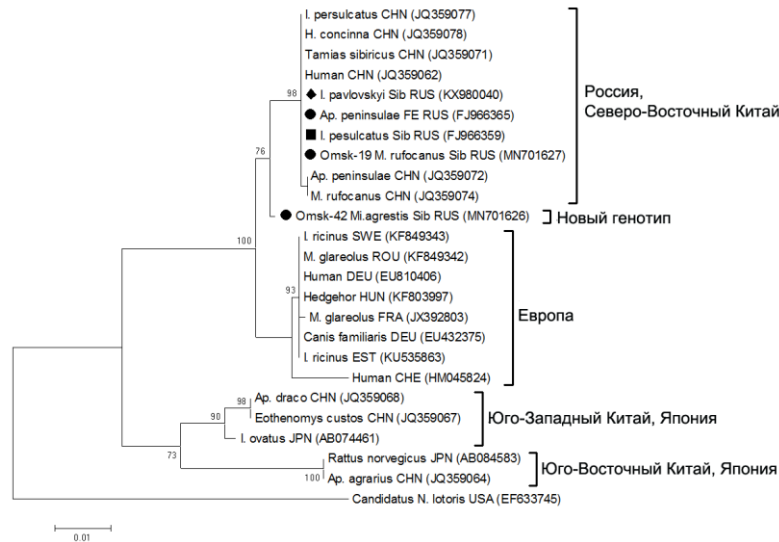 I. persulcatus CHN (JQ359077)
H. concinna CHN (JQ359078)
Tamias sibiricus CHN (JQ359071)
Human CHN (JQ359062)
98
I. pavlovskyi Sib RUS (KX980040)
Россия,
Северо-Восточный Китай
Ap. peninsulae FE RUS (FJ966365)
I. pesulcatus Sib RUS (FJ966359)
76
Omsk-19 M. rufocanus Sib RUS (MN701627)
Ap. peninsulae CHN (JQ359072)
M. rufocanus CHN (JQ359074)
Omsk-42 Mi.agrestis Sib RUS (MN701626)
Новый генотип
100
I. ricinus SWE (KF849343)
M. glareolus ROU (KF849342)
Human DEU (EU810406)
93
Hedgehor HUN (KF803997)
Европа
M. glareolus FRA (JX392803)
Canis familiaris DEU (EU432375)
I. ricinus EST (KU535863)
Human CHE (HM045824)
98
Ap. draco CHN (JQ359068)
90
Eothenomys custos CHN (JQ359067)
Юго-Западный Китай, Япония
I. ovatus JPN (AB074461)
73
Rattus norvegicus JPN (AB084583)
Юго-Восточный Китай, Япония
100
Ap. agrarius CHN (JQ359064)
Candidatus N. lotoris USA (EF633745)
0.01